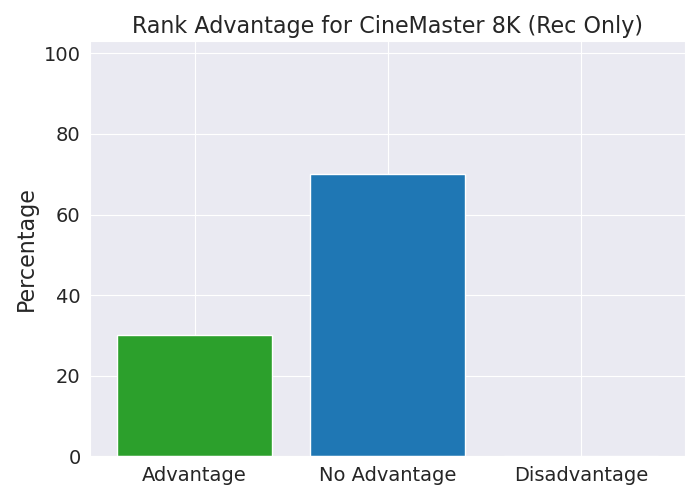 Rank Advantage for CineMaster 8K (Rec Only)
Percentage
100
80
60
40
20
0
Advantage
No Advantage
Disadvantage